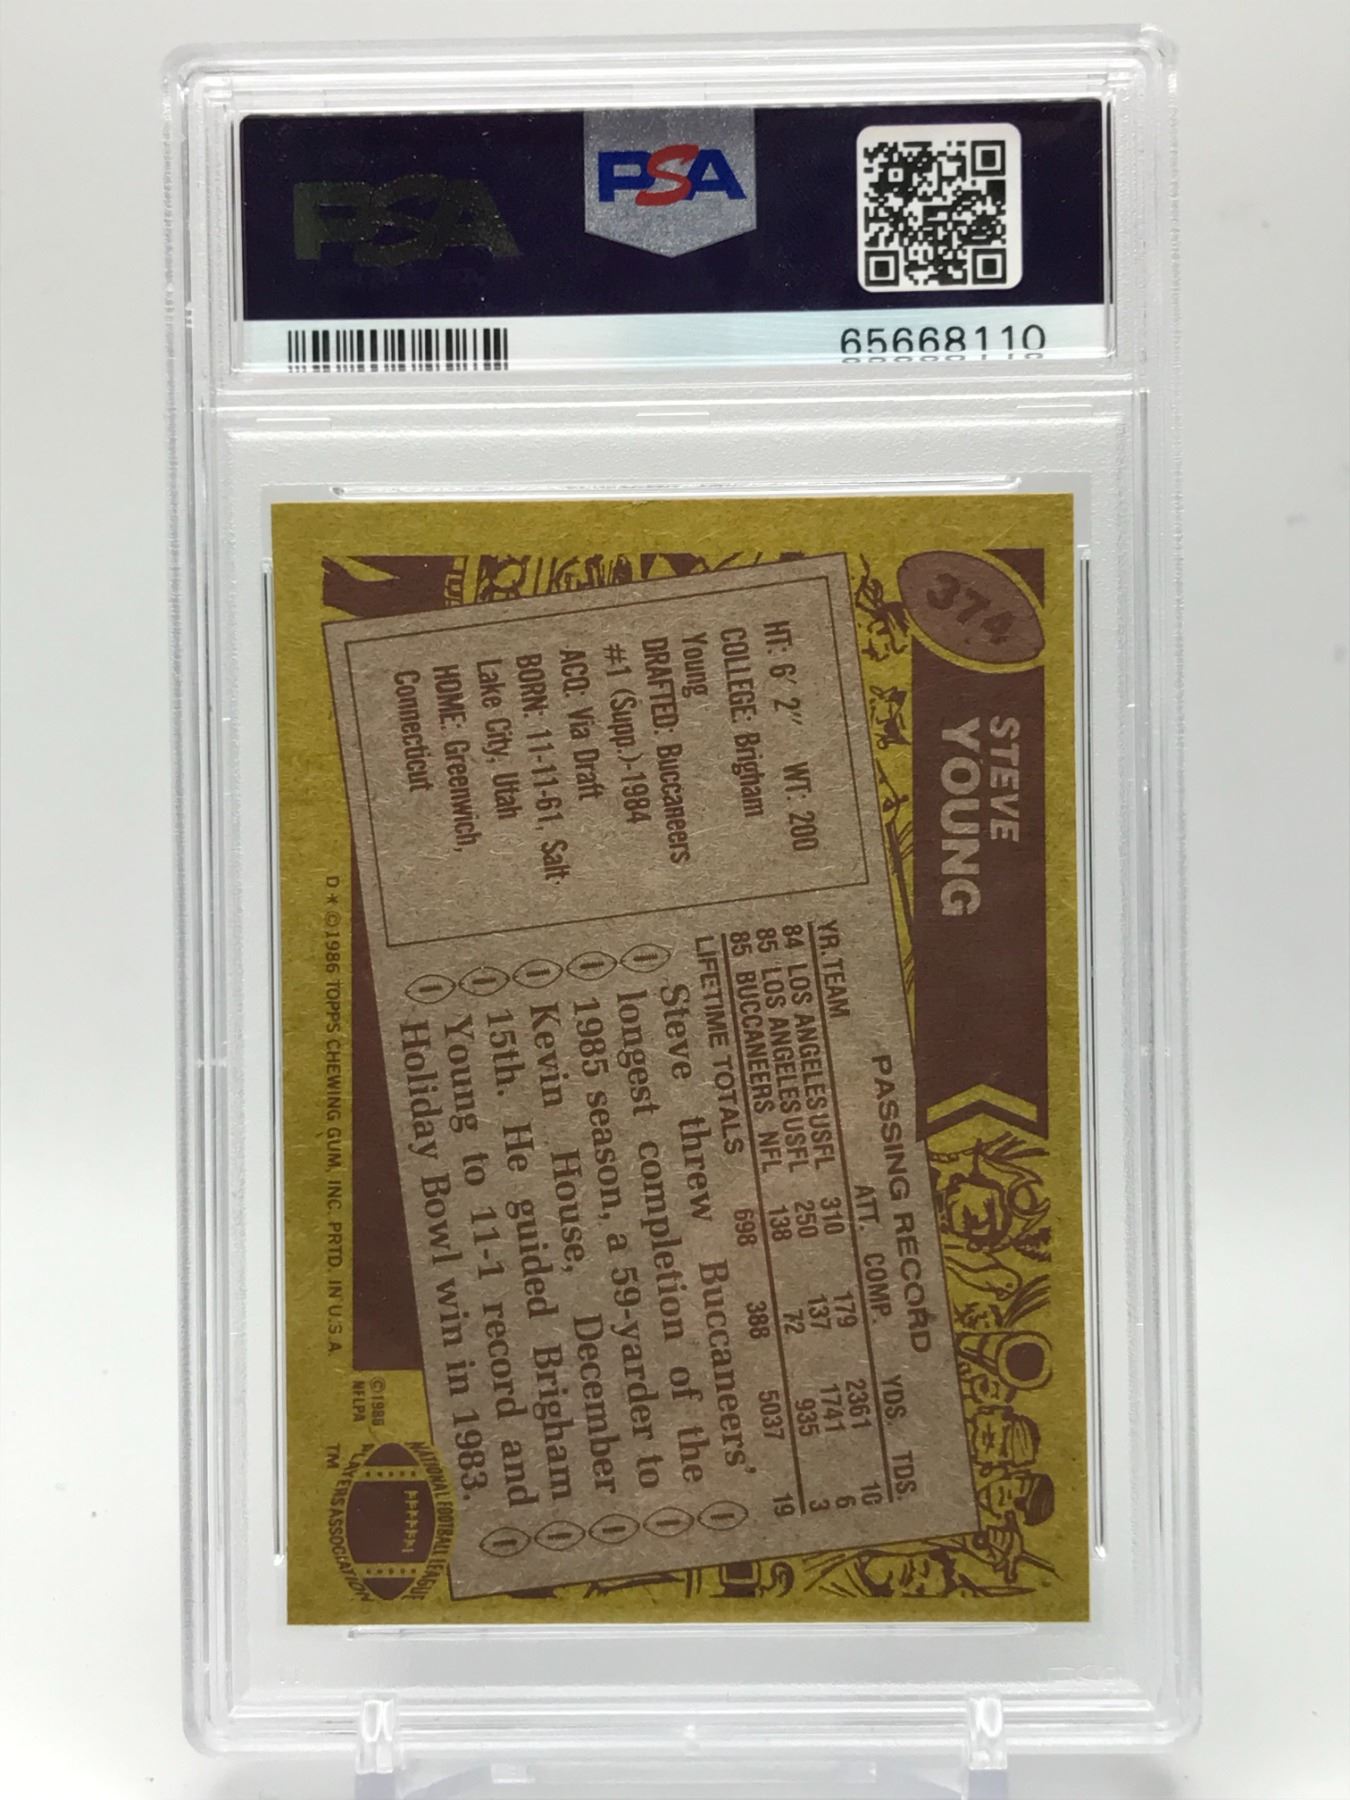 PSA
PSA
65668110
374
STEVE
YOUNG
HT: 6' 2" WT: 200
COLLEGE: Brigham
Young
DRAFTED: Buccaneers
#1 (Supp.)-1984
ACQ: Via Draft
BORN: 11-11-61, Salt
Lake City, Utah
HOME: Greenwich,
Connecticut
PASSING RECORD
YR. TEAM ATT. COMP. YDS. TDS.
84 LOS ANGELES USFL 310 179 2361 10
85 LOS ANGELES USFL 250 137 1741 6
85 BUCCANEERS NFL 138 72 935 3
LIFETIME TOTALS 698 388 5037 19
Steve threw Buccaneers'
longest completion of the
1985 season, a 59-yarder to
Kevin House, December
15th. He guided Brigham
Young to 11-1 record and
Holiday Bowl win in 1983.
D* ©1986 TOPPS CHEWING GUM, INC. PRTD. IN U.S.A.
©1986
NFLPA
NATIONAL FOOTBALL LEAGUE
PLAYERS ASSOCIATION
TM